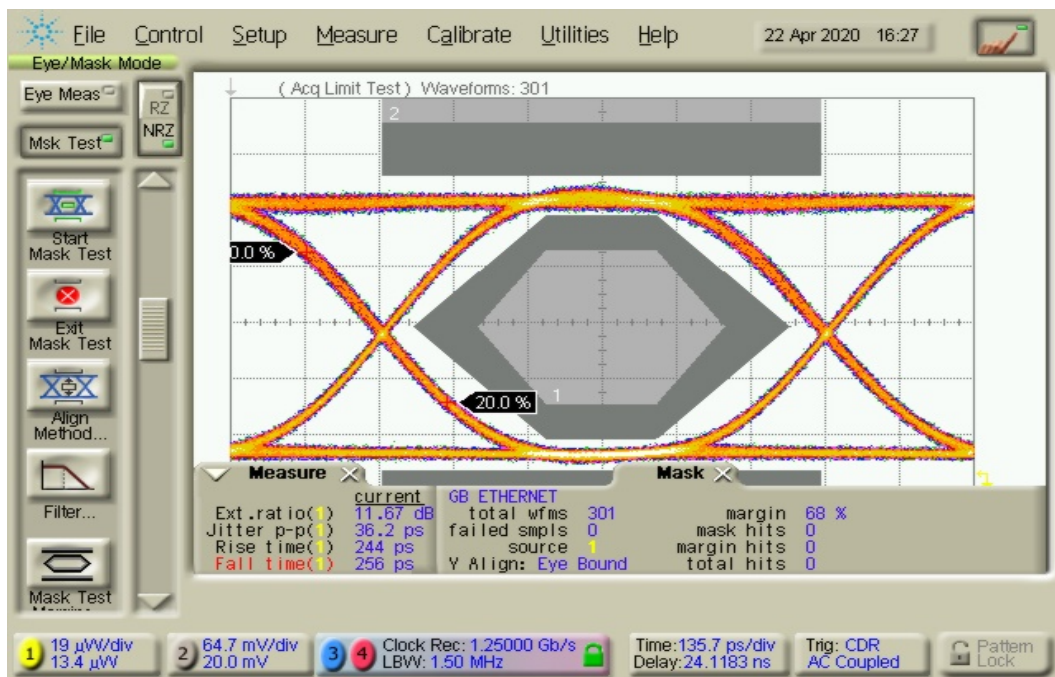 File Control Setup Measure Calibrate Utilities Help 22 Apr 2020 16:27
Eye/Mask Mode
Eye Meas
RZ
NRZ
Msk Test
Start
Mask Test
Exit
Mask Test
Align
Method...
Filter...
Mask Test
( Acq Limit Test ) Waveforms: 301
2
0.0 %
20.0 %
1
Measure
current
Ext.ratio(1) 11.67 dB
Jitter p-p(1) 36.2 ps
Rise time(1) 244 ps
Fall time(1) 256 ps
Mask
GB ETHERNET
total wfms 301 margin 68 %
failed smpls 0 mask hits 0
source 1 margin hits 0
Y Align: Eye Bound total hits 0
1 19 µW/div
13.4 µW
2 64.7 mV/div
20.0 mV
3 4 Clock Rec: 1.25000 Gb/s
LBW: 1.50 MHz
Time:135.7 ps/div
Delay:24.1183 ns
Trig: CDR
AC Coupled
Pattern
Lock